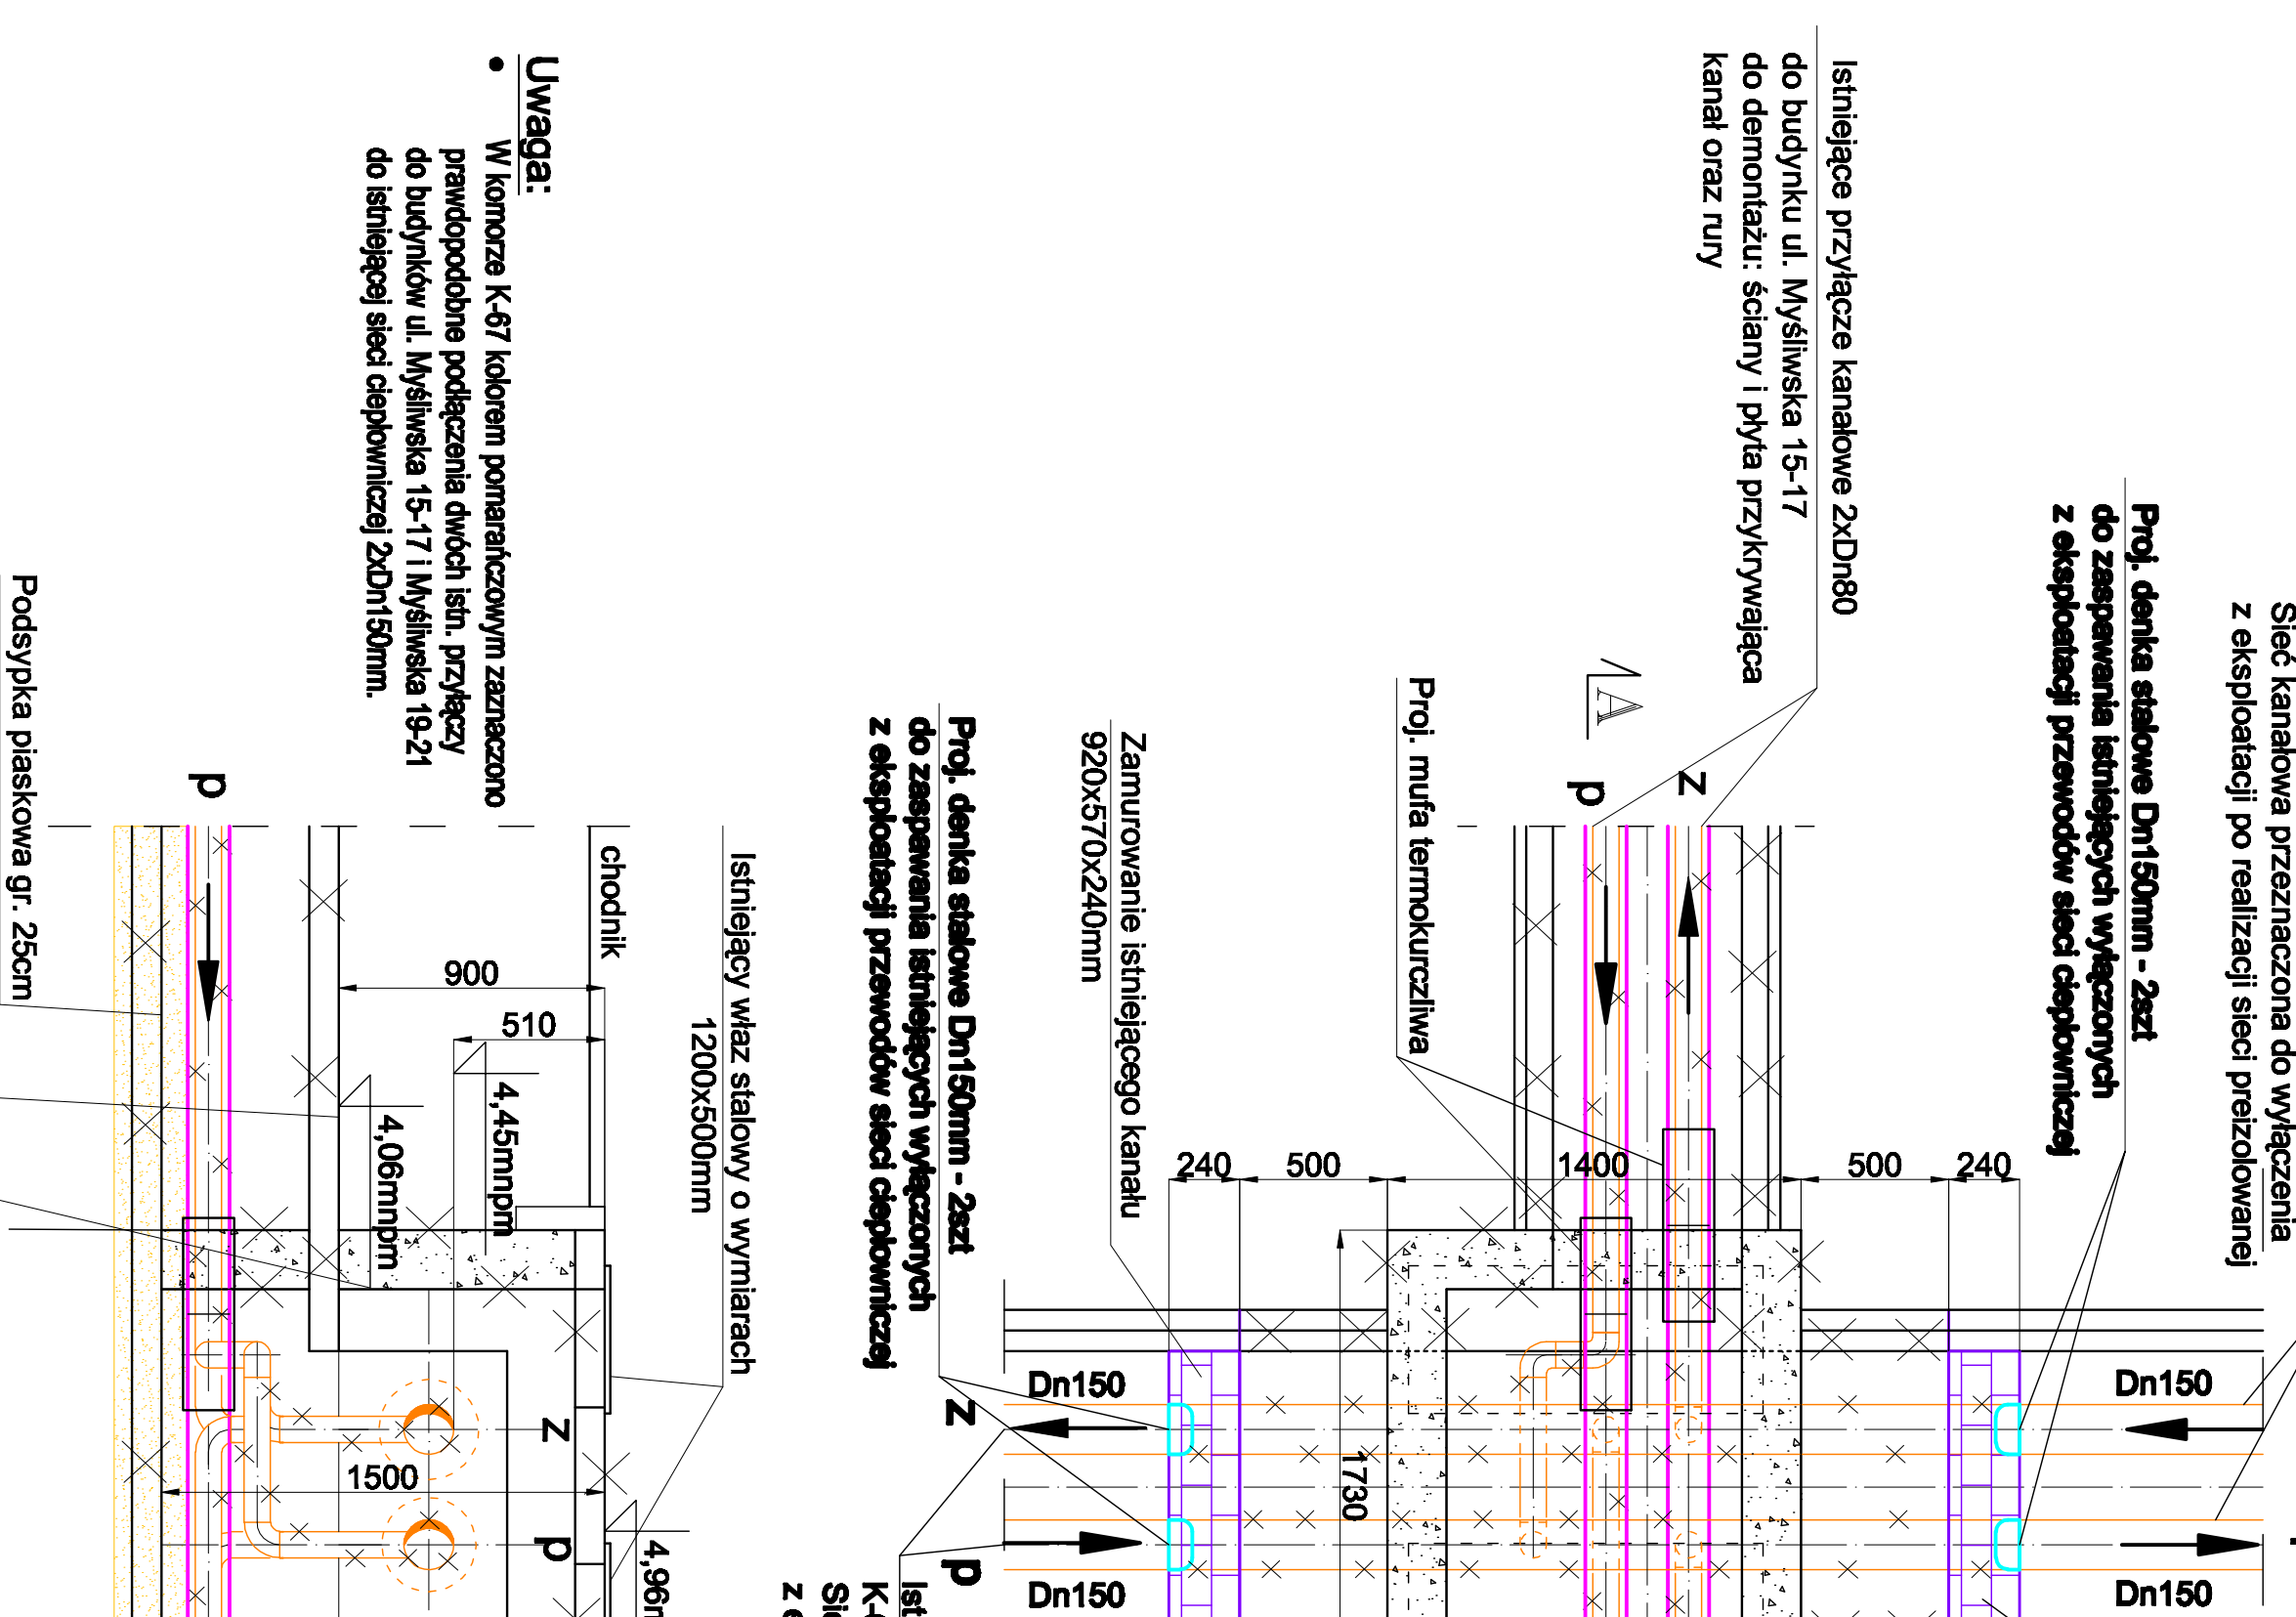 Sieć kanałowa przeznaczona do wyłączenia
z eksploatacji po realizacji sieci preizolowanej
Proj. denka stalowe Dn150mm - 2szt
do zaspawania istniejących wyłączonych
z eksploatacji przewodów sieci ciepłowniczej
Istniejące przyłącze kanałowe 2xDn80
do budynku ul. Myśliwska 15-17
do demontażu: ściany i płyta przykrywająca
kanał oraz rury
A
z
p
Proj. mufa termokurczliwa
Zamurowanie istniejącego kanału
920x570x240mm
240
500
1400
500
240
1730
Dn150
Dn150
Dn150
Dn150
z
p
Proj. denka stalowe Dn150mm - 2szt
do zaspawania istniejących wyłączonych
z eksploatacji przewodów sieci ciepłowniczej
Istniejący właz stalowy o wymiarach
1200x500mm
chodnik
900
510
4,45mnpm
4,06mnpm
1500
z
p
p
Uwaga:
• W komorze K-67 kolorem pomarańczowym zaznaczono
prawdopodobne podłączenia dwóch istn. przyłączy
do budynków ul. Myśliwska 15-17 i Myśliwska 19-21
do istniejącej sieci ciepłowniczej 2xDn150mm.
Podsypka piaskowa gr. 25cm